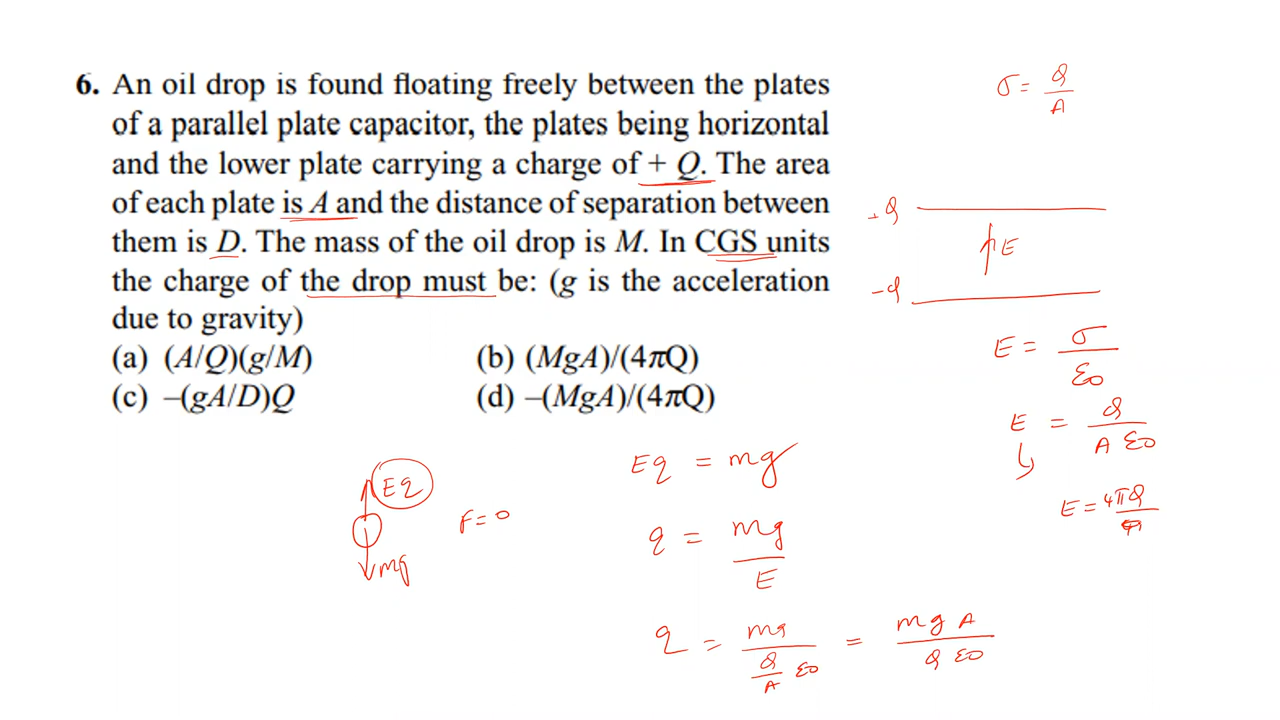 6. An oil drop is found floating freely between the plates
of a parallel plate capacitor, the plates being horizontal
and the lower plate carrying a charge of + Q. The area
of each plate is A and the distance of separation between
them is D. The mass of the oil drop is M. In CGS units
the charge of the drop must be: (g is the acceleration
due to gravity)
(a) (A/Q)(g/M) (b) (MgA)/(4πQ)
(c) –(gA/D)Q (d) –(MgA)/(4πQ)
σ = Q/A
+Q
E
-Q
E = σ/ε0
E = Q/(A ε0)
E = 4πQ/
Eq
F = 0
mg
Eq = mg
q = mg/E
q = mg/(Q/A ε0) = mg A/(Q ε0)